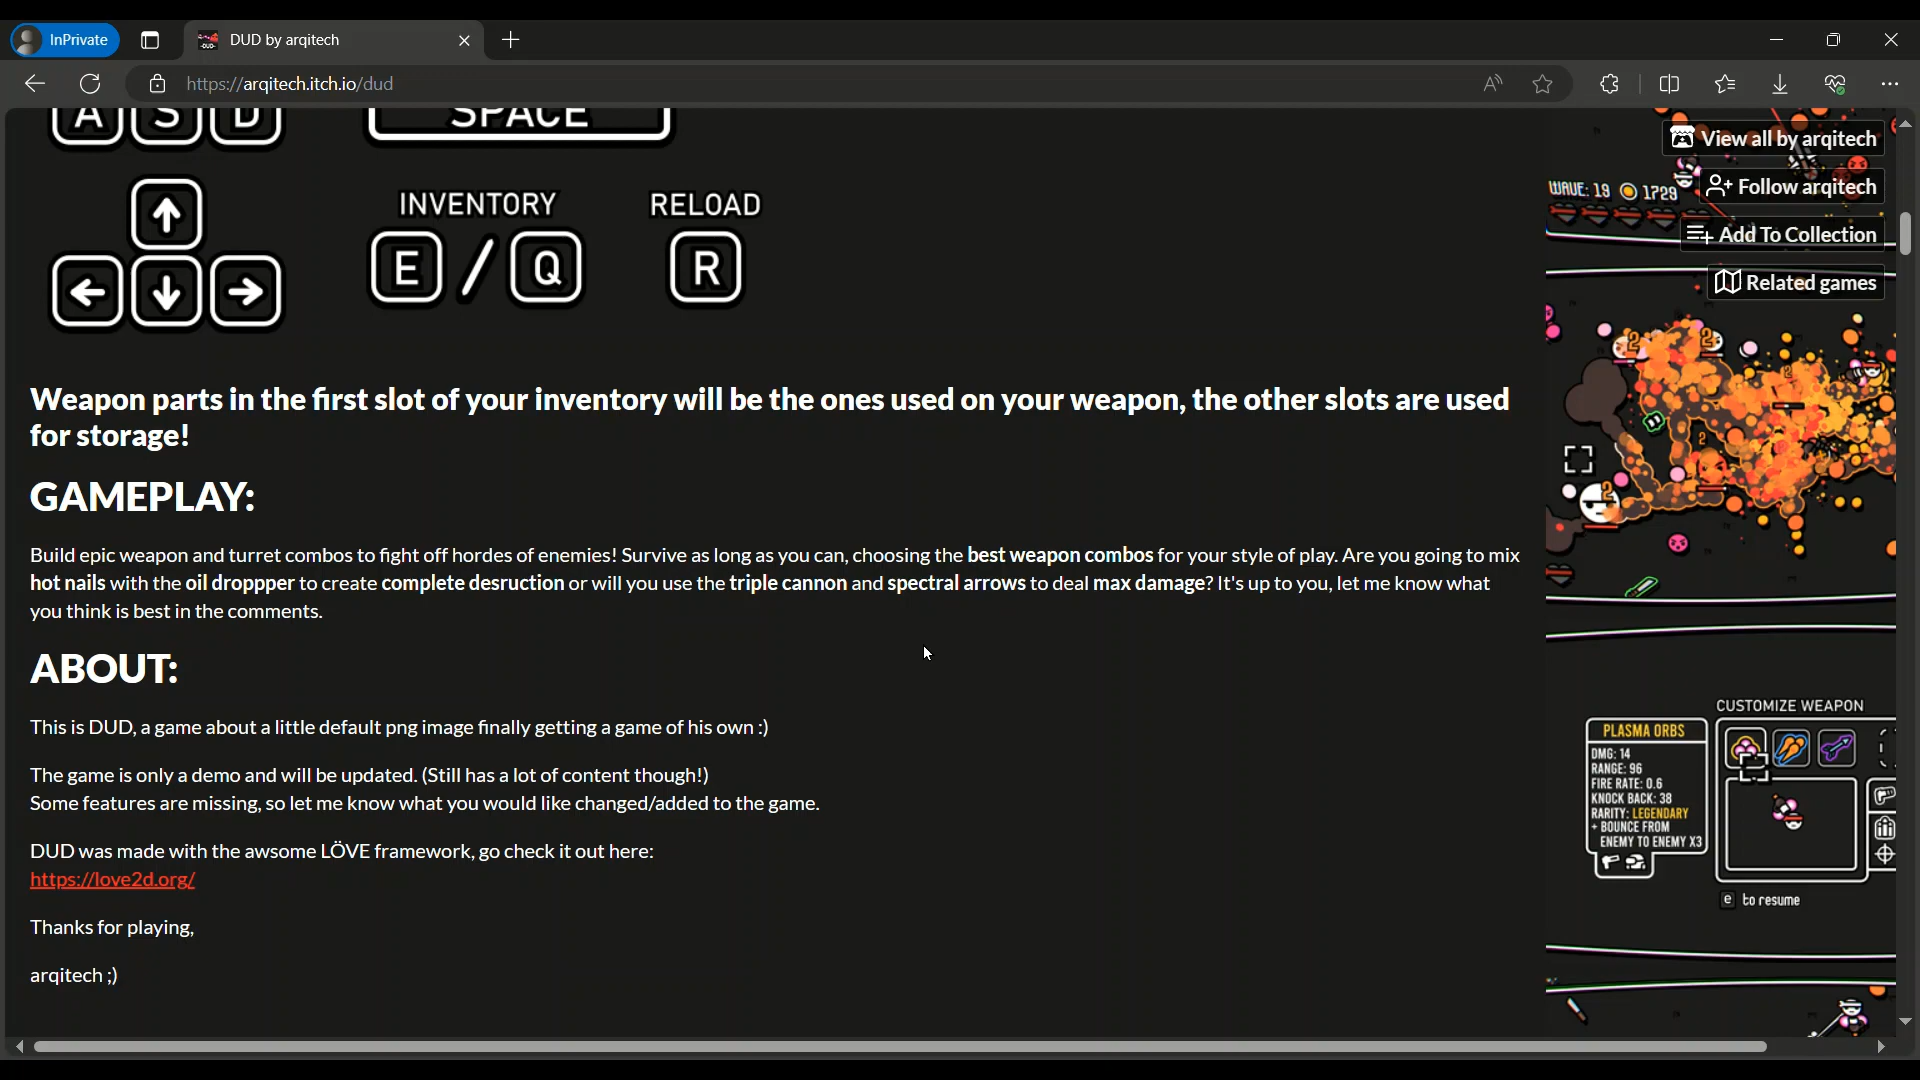 InPrivate
DUD by arqitech
https://arqitech.itch.io/dud
A S D
SPACE
View all by arqitech
WAVE: 19 1729
Follow arqitech
INVENTORY RELOAD
Add To Collection
E / Q R
Related games
Weapon parts in the first slot of your inventory will be the ones used on your weapon, the other slots are used
for storage!
GAMEPLAY:
Build epic weapon and turret combos to fight off hordes of enemies! Survive as long as you can, choosing the best weapon combos for your style of play. Are you going to mix
hot nails with the oil droppper to create complete desruction or will you use the triple cannon and spectral arrows to deal max damage? It's up to you, let me know what
you think is best in the comments.
ABOUT:
This is DUD, a game about a little default png image finally getting a game of his own :)
The game is only a demo and will be updated. (Still has a lot of content though!)
Some features are missing, so let me know what you would like changed/added to the game.
DUD was made with the awsome LÖVE framework, go check it out here:
https://love2d.org/
Thanks for playing,
arqitech ;)
2 2
2
2
2
CUSTOMIZE WEAPON
PLASMA ORBS
DMG: 14
RANGE: 96
FIRE RATE: 0.6
KNOCK BACK: 38
RARITY: LEGENDARY
+ BOUNCE FROM
ENEMY TO ENEMY X3
e to resume